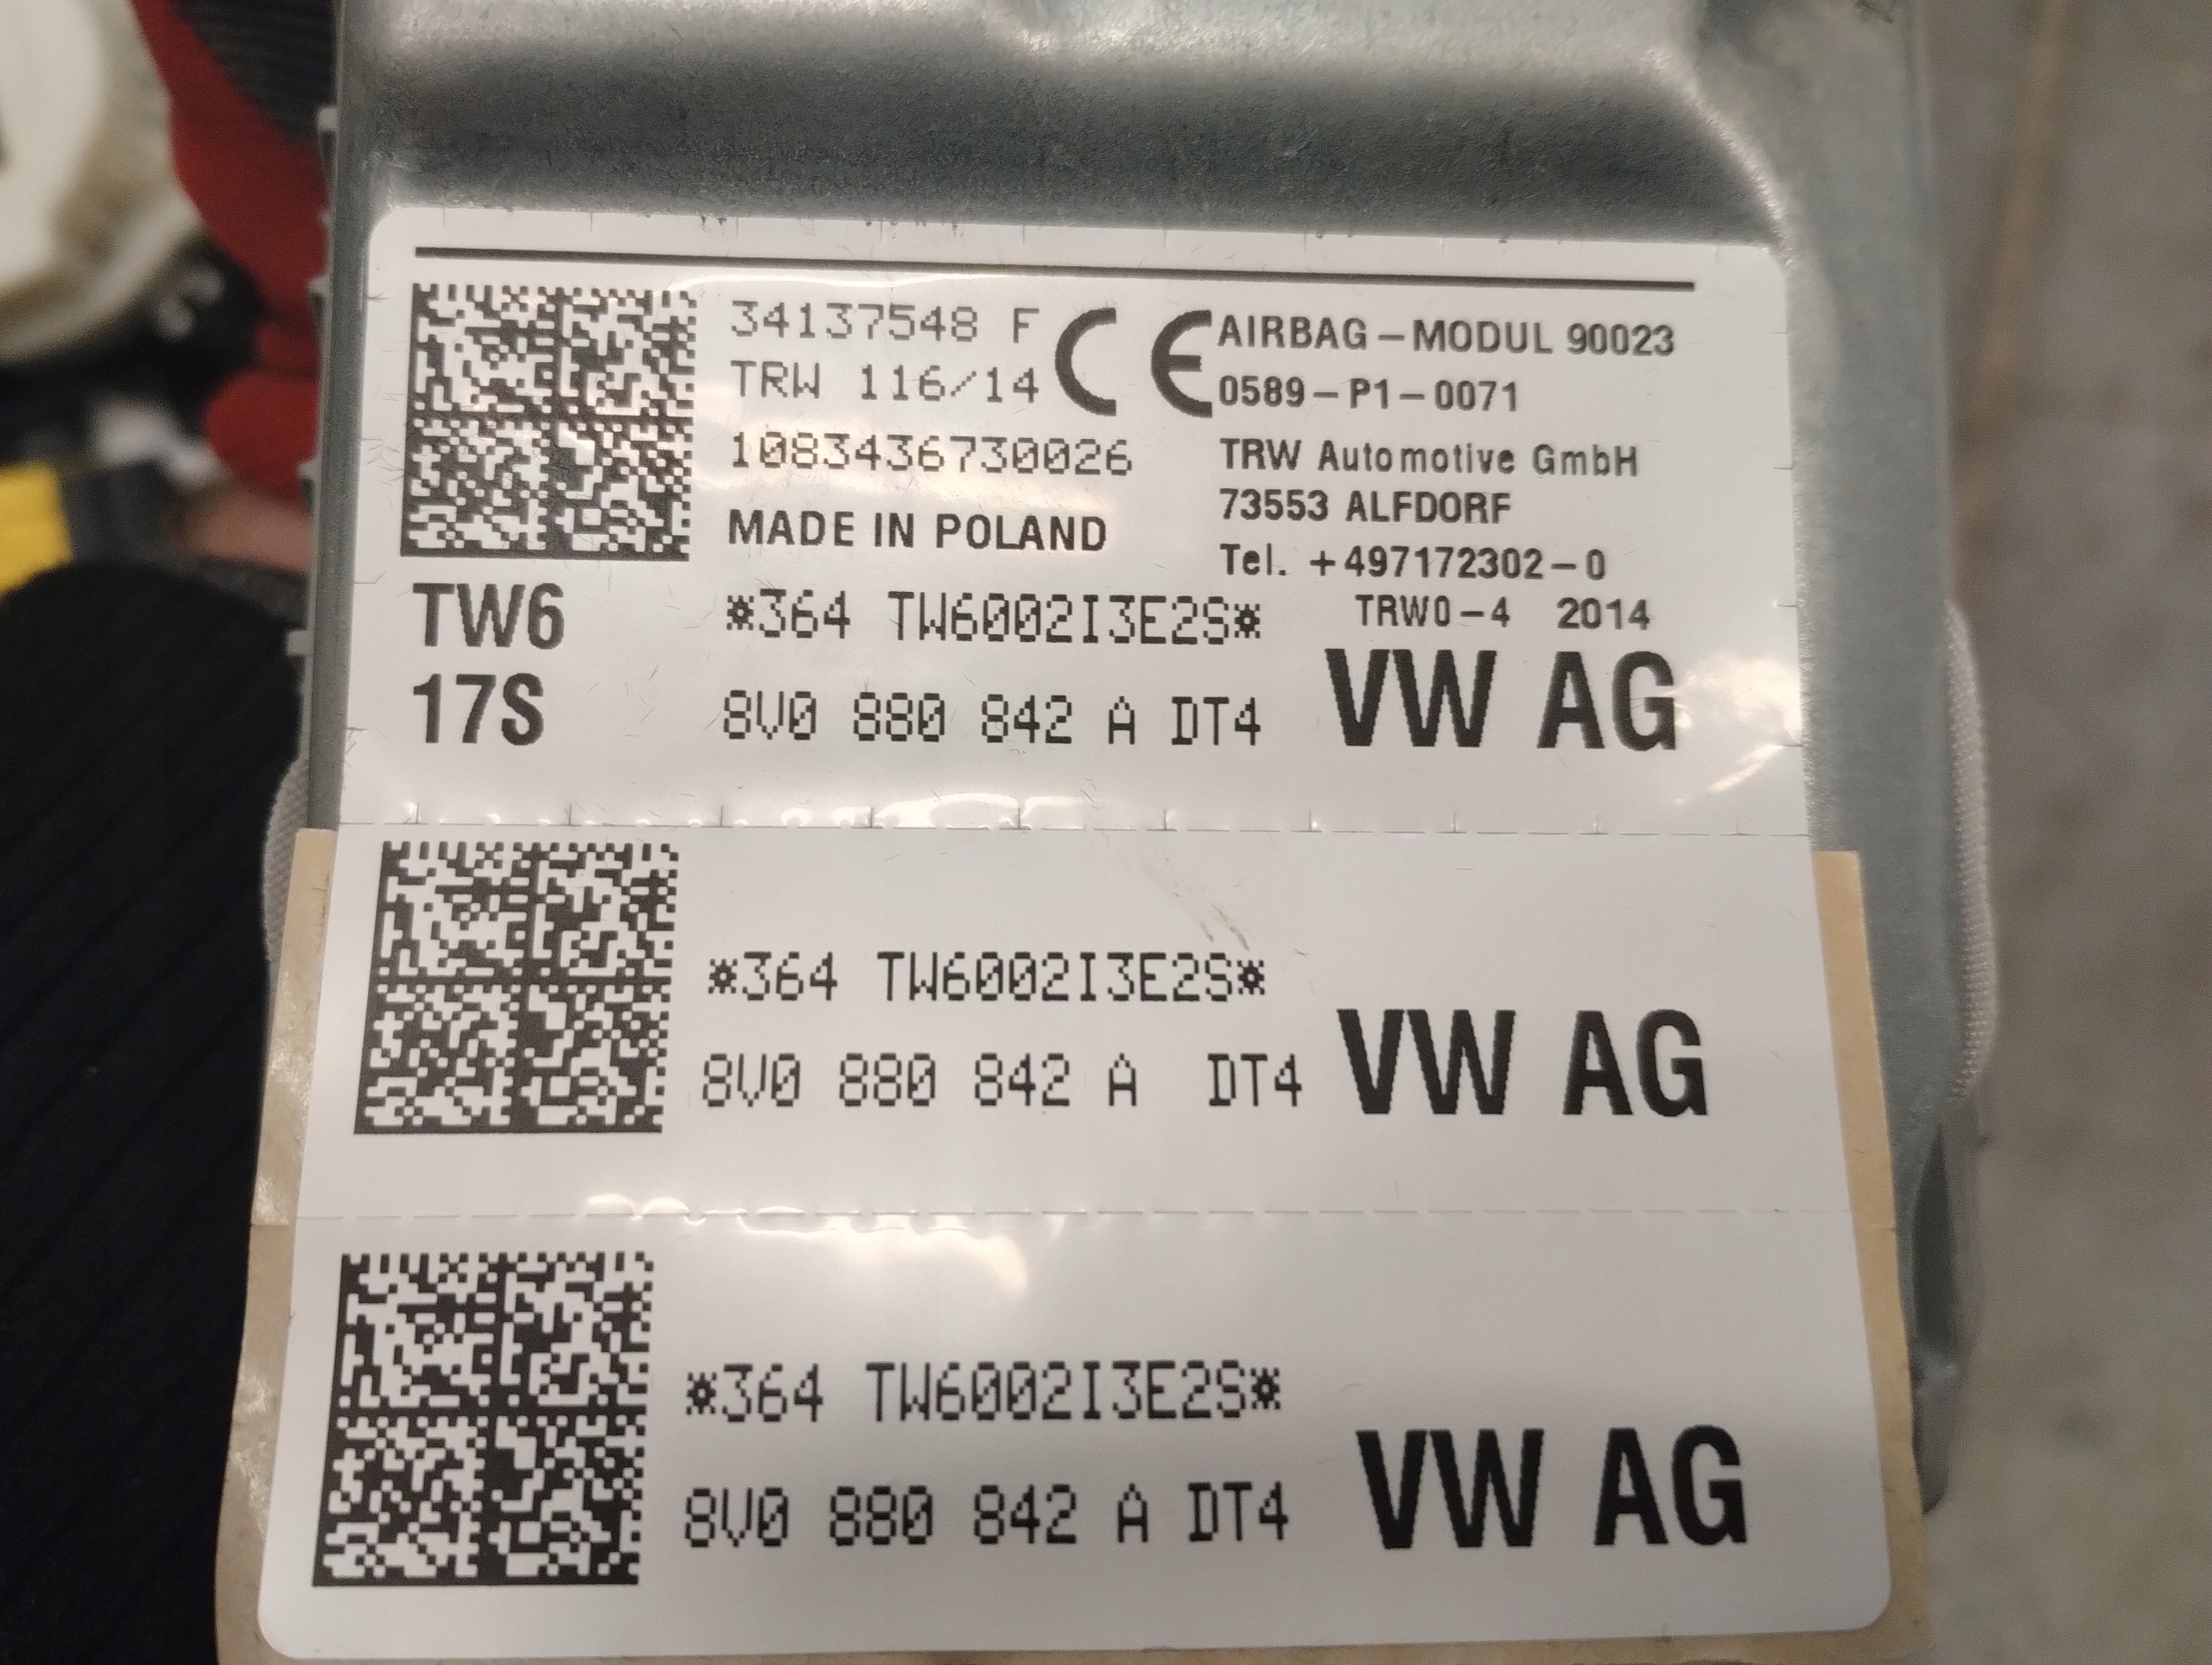 34137548 F
TRW 116/14
1083436730026
MADE IN POLAND
CE
AIRBAG-MODUL 90023
0589-P1-0071
TRW Automotive GmbH
73553 ALFDORF
Tel. +497172302-0
TRW0-4 2014
TW6
17S
*364 TW6002I3E2S*
8V0 880 842 A DT4
VW AG
*364 TW6002I3E2S*
8V0 880 842 A DT4
VW AG
*364 TW6002I3E2S*
8V0 880 842 A DT4
VW AG